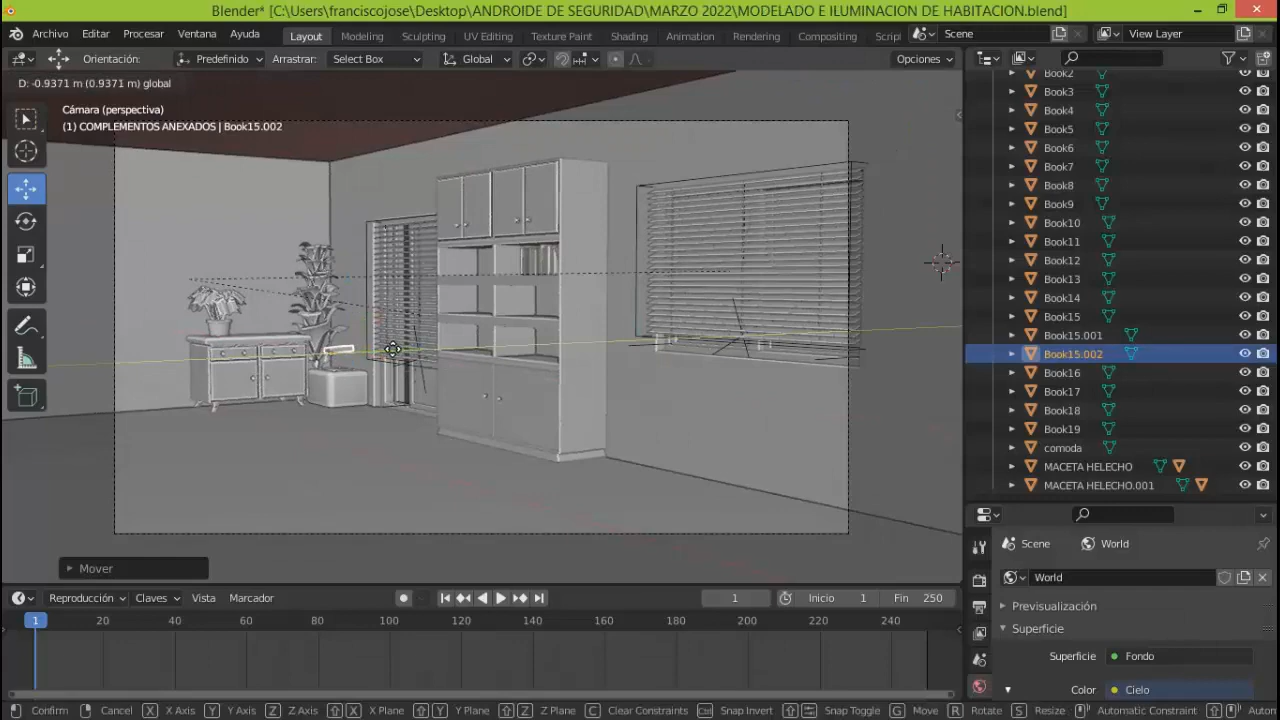 Blender* [C:\Users\franciscojose\Desktop\ANDROIDE DE SEGURIDAD\MARZO 2022\MODELADO E ILUMINACION DE HABITACION.blend]
Archivo Editar Procesar Ventana Ayuda Layout Modeling Sculpting UV Editing Texture Paint Shading Animation Rendering Compositing Scrip Scene View Layer
Orientación: Predefinido Arrastrar: Select Box Global Opciones
D: -0.9371 m (0.9371 m) global
Cámara (perspectiva)
(1) COMPLEMENTOS ANEXADOS | Book15.002
Book2
Book3
Book4
Book5
Book6
Book7
Book8
Book9
Book10
Book11
Book12
Book13
Book14
Book15
Book15.001
Book15.002
Book16
Book17
Book18
Book19
comoda
MACETA HELECHO
MACETA HELECHO.001
Scene World
World
Previsualización
Superficie
Superficie Fondo
Color Cielo
Mover
Reproducción Claves Vista Marcador 1 Inicio 1 Fin 250
1 20 40 60 80 100 120 140 160 180 200 220 240
Confirm Cancel X X Axis Y Y Axis Z Z Axis X X Plane Y Y Plane Z Z Plane C Clear Constraints Ctrl Snap Invert Snap Toggle G Move R Rotate S Resize Automatic Constraint Autom